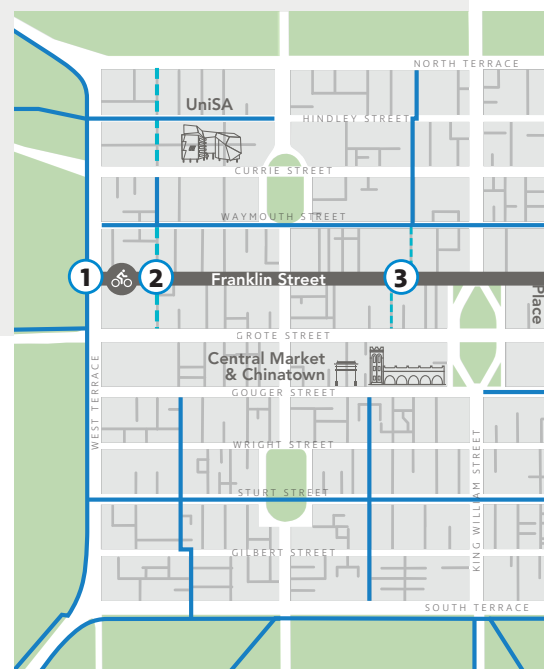 NORTH TERRACE
UniSA
HINDLEY STREET
CURRIE STREET
WAYMOUTH STREET
1
2
Franklin Street
3
Place
GROTE STREET
Central Market
& Chinatown
WEST TERRACE
GOUGER STREET
WRIGHT STREET
KING WILLIAM STREET
STURT STREET
GILBERT STREET
SOUTH TERRACE